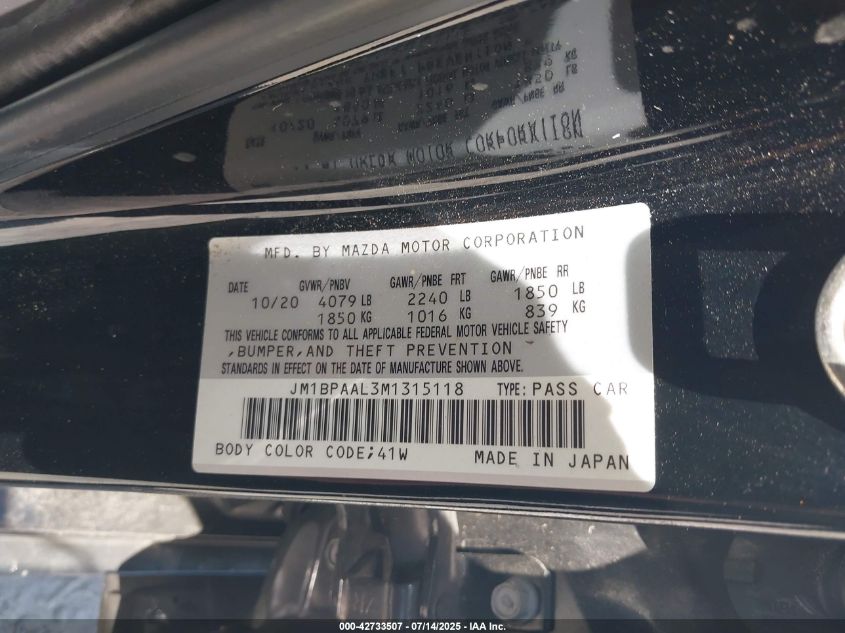 MFD. BY MAZDA MOTOR CORPORATION
DATE GVWR/PNBV GAWR/PNBE FRT GAWR/PNBE RR
10/20 4079 LB 2240 LB 1850 LB
1850 KG 1016 KG 839 KG
THIS VEHICLE CONFORMS TO ALL APPLICABLE FEDERAL MOTOR VEHICLE SAFETY
,BUMPER,AND THEFT PREVENTION
STANDARDS IN EFFECT ON THE DATE OF MANUFACTURE SHOWN ABOVE.
JM1BPAAL3M1315118 TYPE: PASS CAR
BODY COLOR CODE;41W MADE IN JAPAN
000-42733507 - 07/14/2025 - IAA Inc.